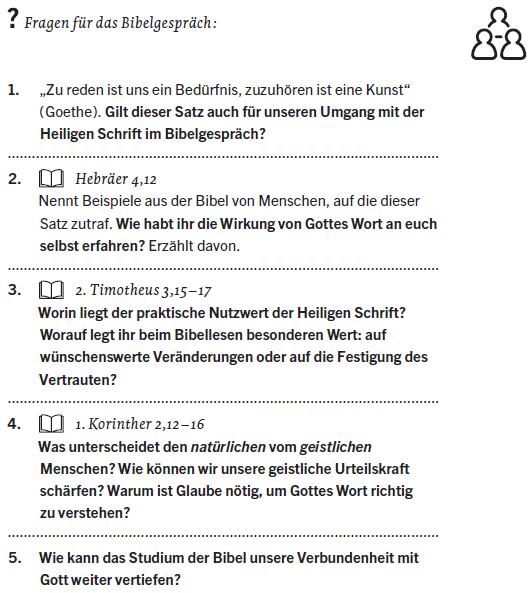 ? Fragen für das Bibelgespräch:
1. „Zu reden ist uns ein Bedürfnis, zuzuhören ist eine Kunst“
(Goethe). Gilt dieser Satz auch für unseren Umgang mit der
Heiligen Schrift im Bibelgespräch?
2. Hebräer 4,12
Nennt Beispiele aus der Bibel von Menschen, auf die dieser
Satz zutraf. Wie habt ihr die Wirkung von Gottes Wort an euch
selbst erfahren? Erzählt davon.
3. 2. Timotheus 3,15–17
Worin liegt der praktische Nutzwert der Heiligen Schrift?
Worauf legt ihr beim Bibellesen besonderen Wert: auf
wünschenswerte Veränderungen oder auf die Festigung des
Vertrauten?
4. 1. Korinther 2,12–16
Was unterscheidet den natürlichen vom geistlichen
Menschen? Wie können wir unsere geistliche Urteilskraft
schärfen? Warum ist Glaube nötig, um Gottes Wort richtig
zu verstehen?
5. Wie kann das Studium der Bibel unsere Verbundenheit mit
Gott weiter vertiefen?